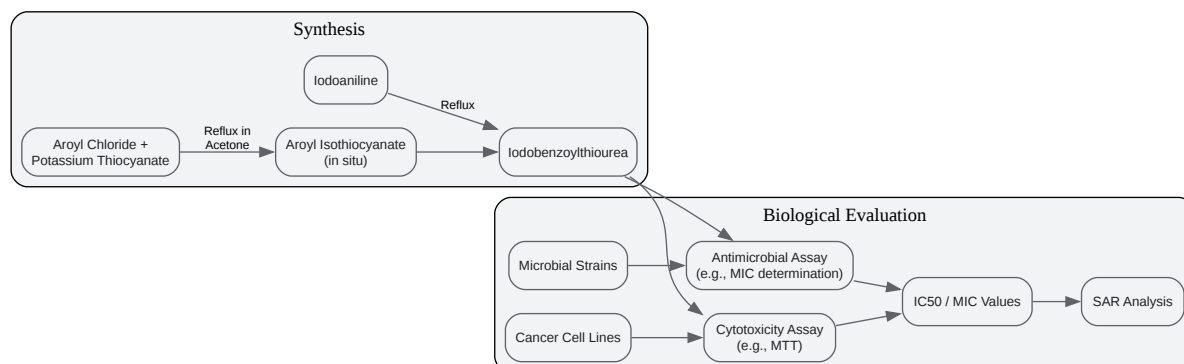 Synthesis
Iodoaniline
Reflux
Aroyl Chloride +
Potassium Thiocyanate
Reflux in
Acetone
Aroyl Isothiocyanate
(in situ)
Iodobenzoylthiourea
Biological Evaluation
Microbial Strains
Antimicrobial Assay
(e.g., MIC determination)
IC50 / MIC Values
SAR Analysis
Cancer Cell Lines
Cytotoxicity Assay
(e.g., MTT)